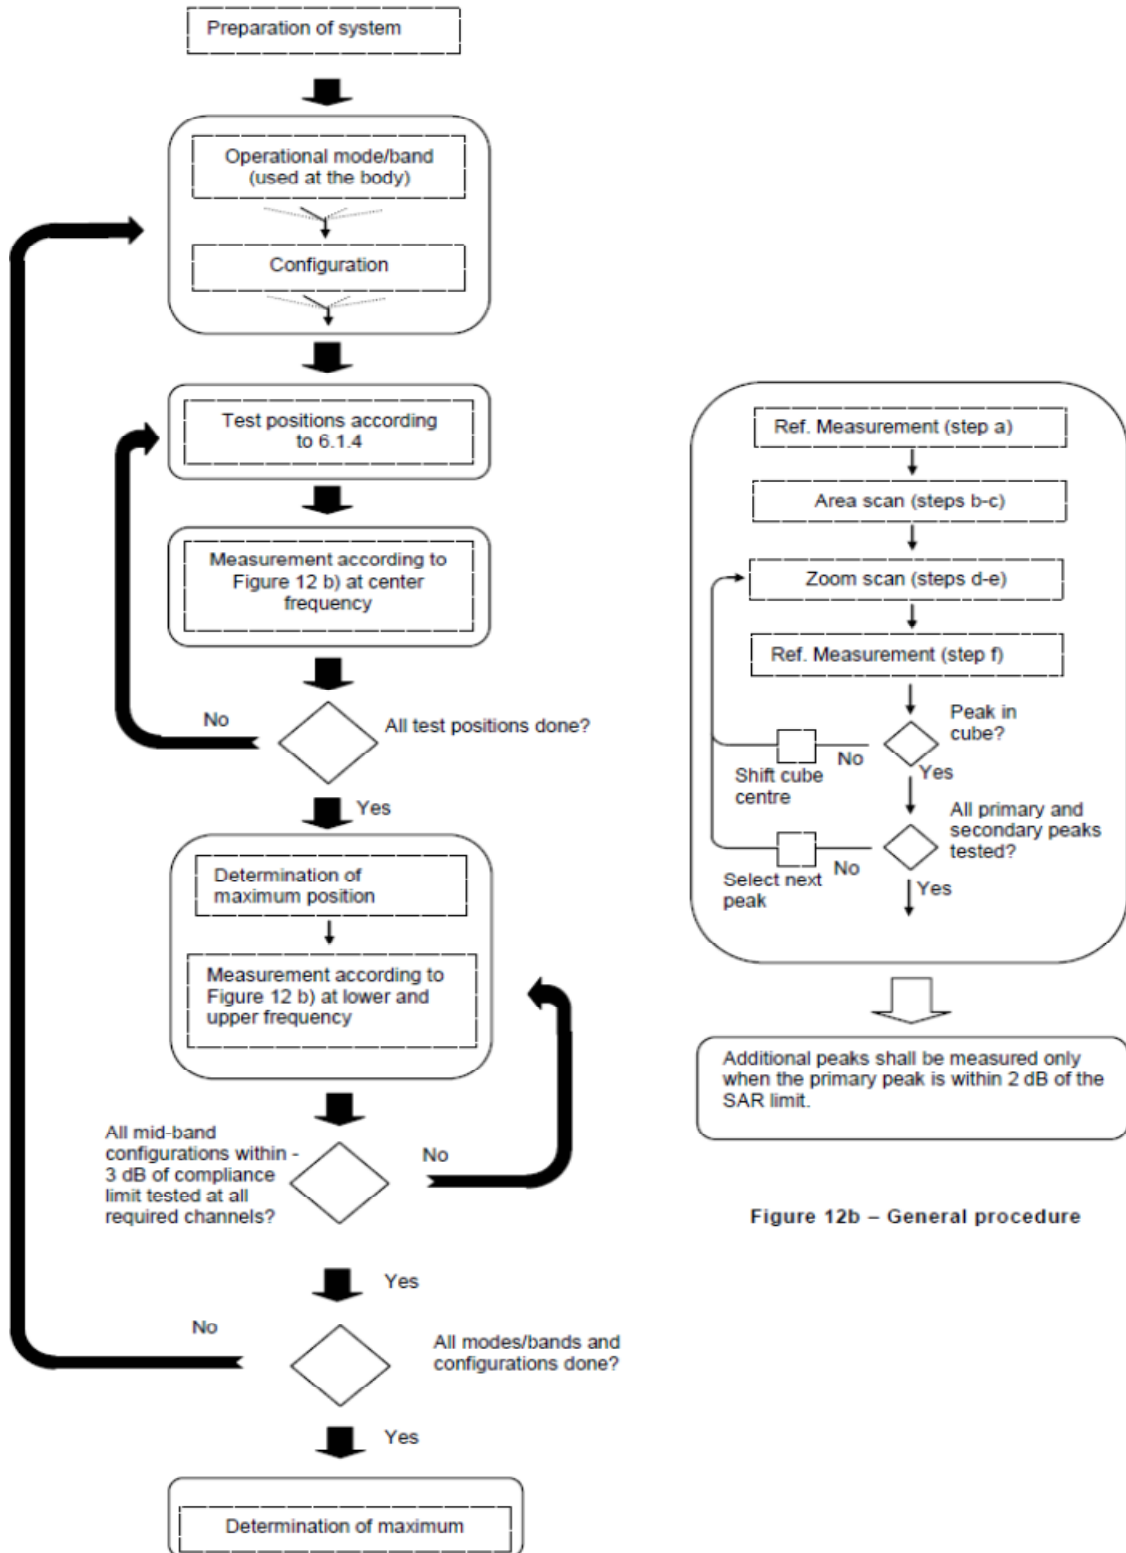 Preparation of system
Operational mode/band
(used at the body)
Configuration
Test positions according
to 6.1.4
Measurement according to
Figure 12 b) at center
frequency
No
All test positions done?
Yes
Determination of
maximum position
Measurement according to
Figure 12 b) at lower and
upper frequency
All mid-band
configurations within -
3 dB of compliance
limit tested at all
required channels?
No
Yes
No
All modes/bands and
configurations done?
Yes
Determination of maximum
Ref. Measurement (step a)
Area scan (steps b-c)
Zoom scan (steps d-e)
Ref. Measurement (step f)
Peak in
cube?
No
Shift cube
centre
Yes
All primary and
secondary peaks
tested?
No
Select next
peak
Yes
Additional peaks shall be measured only
when the primary peak is within 2 dB of the
SAR limit.
Figure 12b – General procedure